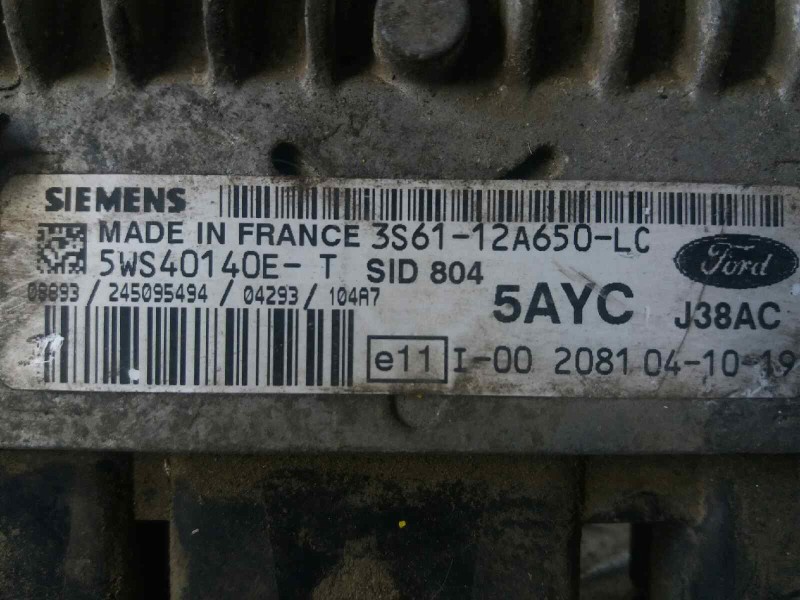 SIEMENS
MADE IN FRANCE 3S61-12A650-LC
5WS40140E-T SID 804
Ford
08893 / 245095494 / 04293 / 104A7
5AYC J38AC
e11 I-00 2081 04-10-19